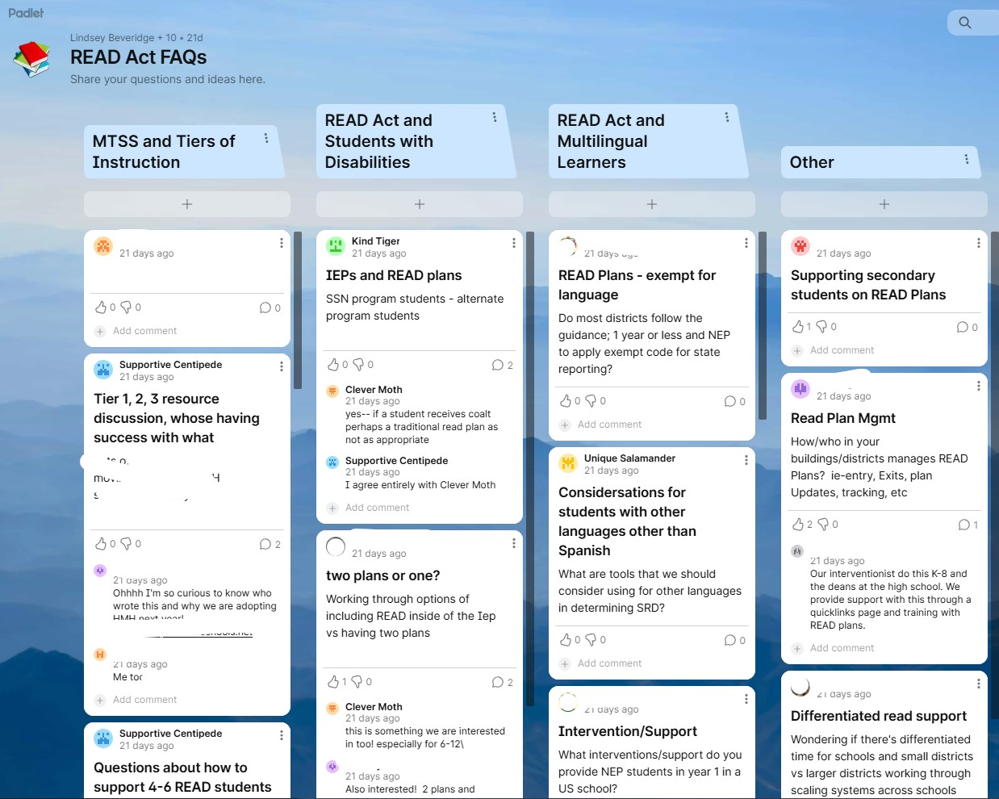 Padlet
Lindsey Beveridge + 10 • 21d
READ Act FAQs
Share your questions and ideas here.
MTSS and Tiers of
Instruction
21 days ago
0 0 0
Add comment
Supportive Centipede
21 days ago
Tier 1, 2, 3 resource
discussion, whose having
success with what
0 0 2
21 days ago
Ohhhh I'm so curious to know who
wrote this and why we are adopting
HMH next year!
21 days ago
Me too
Add comment
Supportive Centipede
21 days ago
Questions about how to
support 4-6 READ students
READ Act and
Students with
Disabilities
Kind Tiger
21 days ago
IEPs and READ plans
SSN program students - alternate
program students
0 0 2
Clever Moth
21 days ago
yes-- if a student receives coalt
perhaps a traditional read plan as
not as appropriate
Supportive Centipede
21 days ago
I agree entirely with Clever Moth
Add comment
21 days ago
two plans or one?
Working through options of
including READ inside of the Iep
vs having two plans
1 0 2
Clever Moth
21 days ago
this is something we are interested
in too! especially for 6-12\
21 days ago
Also interested! 2 plans and
READ Act and
Multilingual
Learners
21 days ago
READ Plans - exempt for
language
Do most districts follow the
guidance; 1 year or less and NEP
to apply exempt code for state
reporting?
0 0 0
Add comment
Unique Salamander
21 days ago
Considersations for
students with other
languages other than
Spanish
What are tools that we should
consider using for other languages
in determining SRD?
0 0 0
Add comment
21 days ago
Intervention/Support
What interventions/support do you
provide NEP students in year 1 in a
US school?
Other
21 days ago
Supporting secondary
students on READ Plans
1 0 0
Add comment
21 days ago
Read Plan Mgmt
How/who in your
buildings/districts manages READ
Plans? ie-entry, Exits, plan
Updates, tracking, etc
2 0 1
21 days ago
Our interventionist do this K-8 and
the deans at the high school. We
provide support with this through a
quicklinks page and training with
READ plans.
Add comment
21 days ago
Differentiated read support
Wondering if there's differentiated
time for schools and small districts
vs larger districts working through
scaling systems across schools